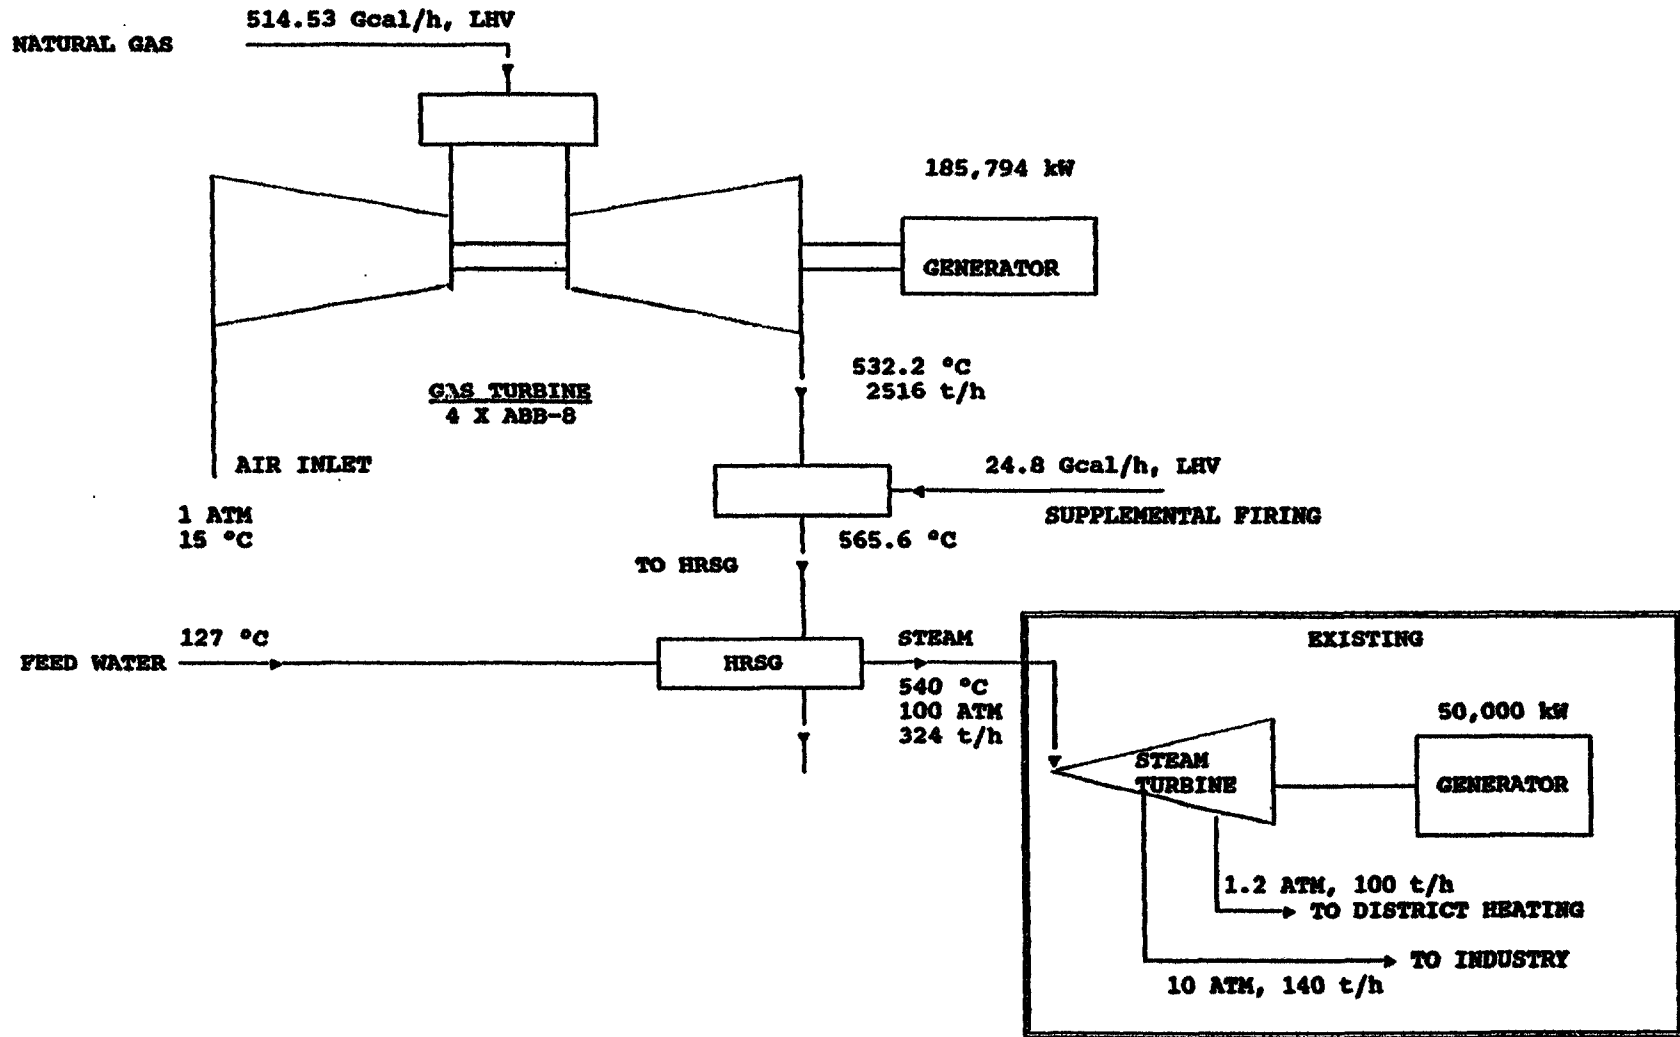 514.53 Gcal/h, LHV
NATURAL GAS
185,794 kW
GENERATOR
532.2 °C
2516 t/h
GAS TURBINE
4 X ABB-8
AIR INLET
1 ATM
15 °C
24.8 Gcal/h, LHV
SUPPLEMENTAL FIRING
565.6 °C
TO HRSG
127 °C
FEED WATER
HRSG
STEAM
540 °C
100 ATM
324 t/h
EXISTING
50,000 kW
STEAM
TURBINE
GENERATOR
1.2 ATM, 100 t/h
TO DISTRICT HEATING
TO INDUSTRY
10 ATM, 140 t/h